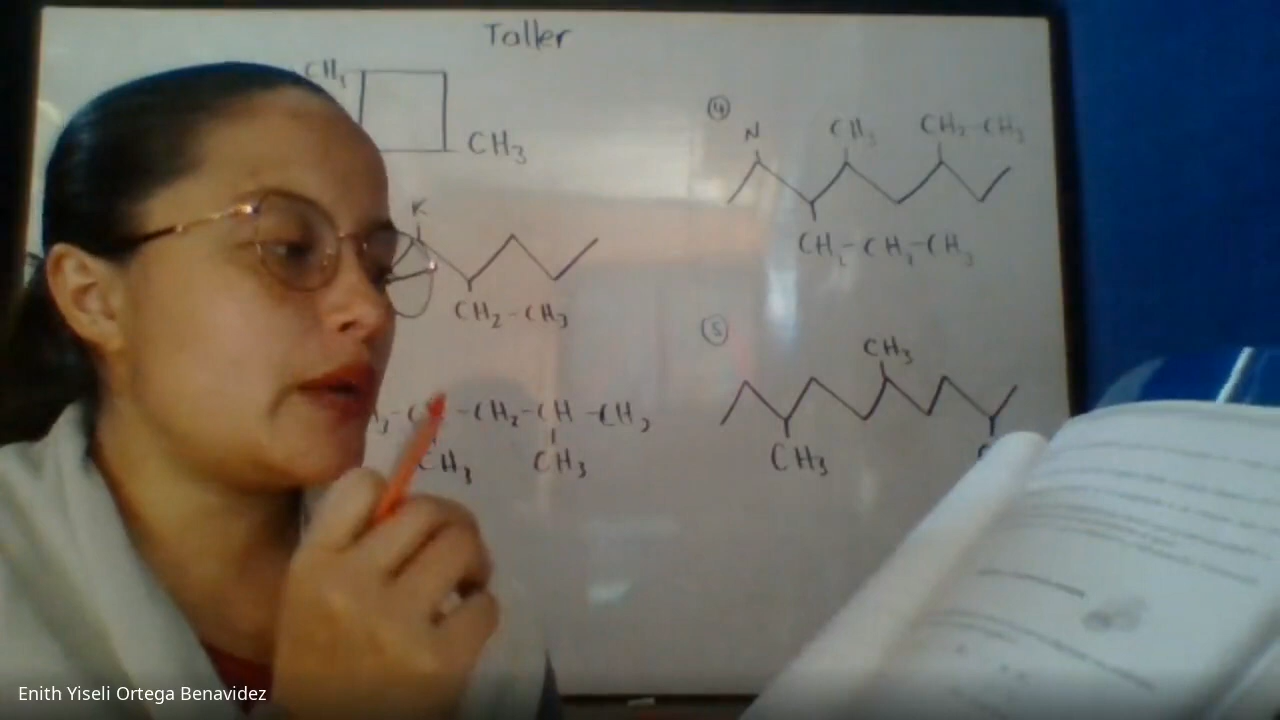 Taller
CH₃
CH₃
④
N
CH₃
CH₂-CH₃
CH₂-CH₂-CH₃
K
CH₂-CH₃
⑤
CH₃
CH₃
-CH₂-CH-CH₃
CH₃
CH₃
Enith Yiseli Ortega Benavidez